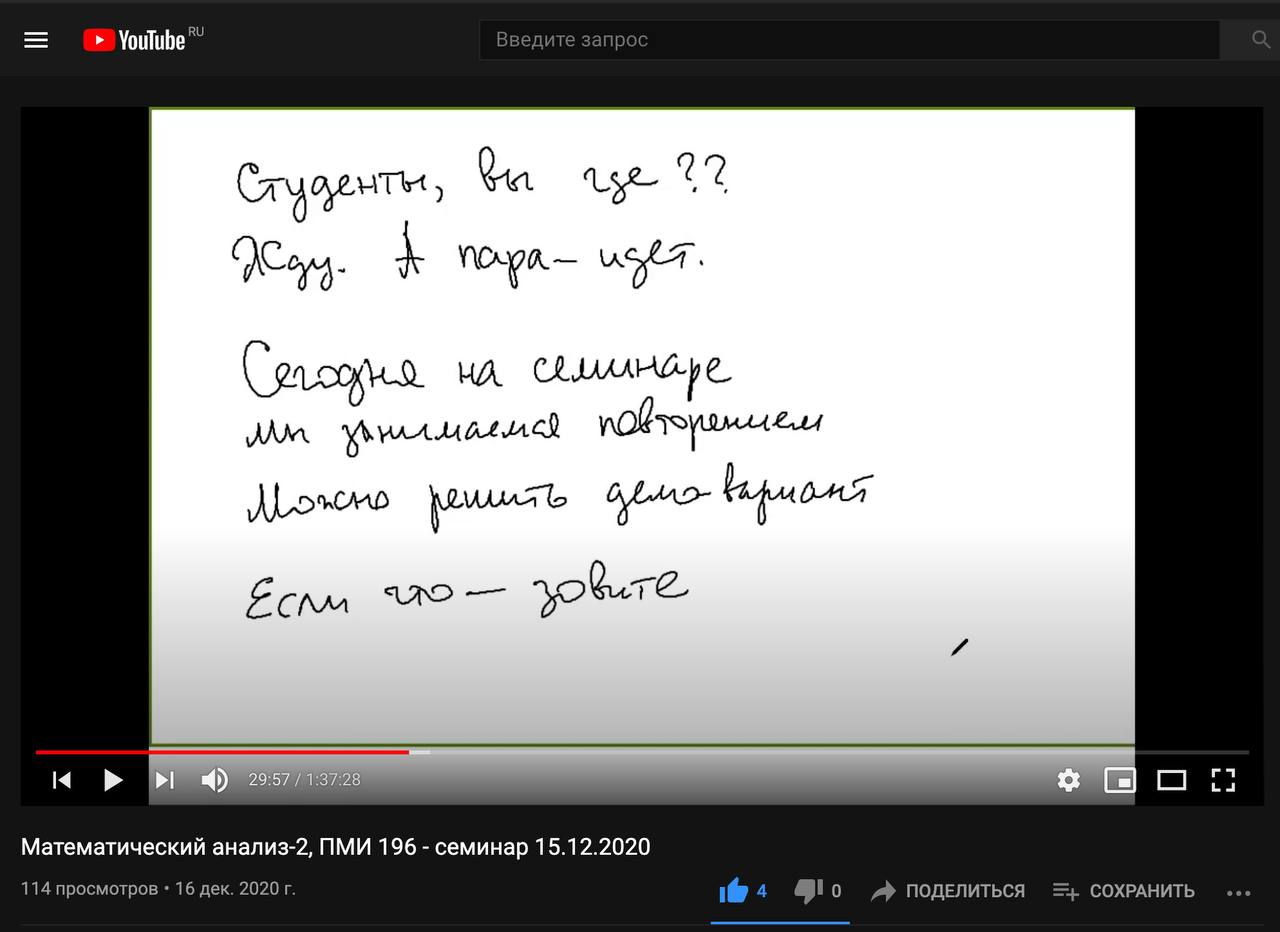 YouTube RU
Введите запрос
Студенты, вы где??
Жду. А пара – идет.
Сегодня на семинаре
мы занимаемся повторением
Можно решить демо-вариант
Если что – зовите
29:57 / 1:37:28
Математический анализ-2, ПМИ 196 - семинар 15.12.2020
114 просмотров • 16 дек. 2020 г.
4 0 ПОДЕЛИТЬСЯ СОХРАНИТЬ